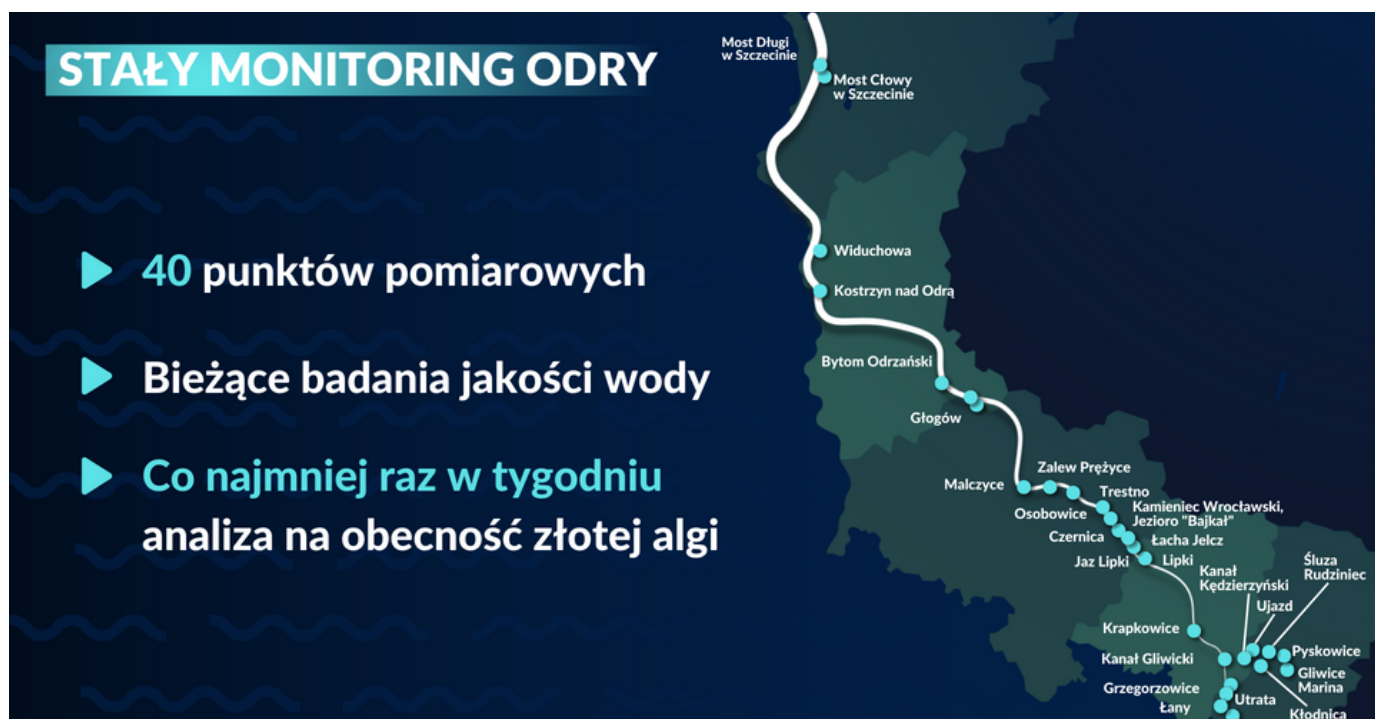 STAŁY MONITORING ODRY
40 punktów pomiarowych
Bieżące badania jakości wody
Co najmniej raz w tygodniu
analiza na obecność złotej algi
Most Długi
w Szczecinie
Most Cłowy
w Szczecinie
Widuchowa
Kostrzyn nad Odrą
Bytom Odrzański
Głogów
Zalew Prężyce
Malczyce
Trestno
Osobowice
Kamieniec Wrocławski,
Jezioro "Bajkał"
Czernica
Łacha Jelcz
Jaz Lipki
Lipki
Kanał
Kędzierzyński
Śluza
Rudziniec
Ujazd
Krapkowice
Kanał Gliwicki
Pyskowice
Gliwice
Marina
Grzegorzowice
Utrata
Łany
Kłodnica